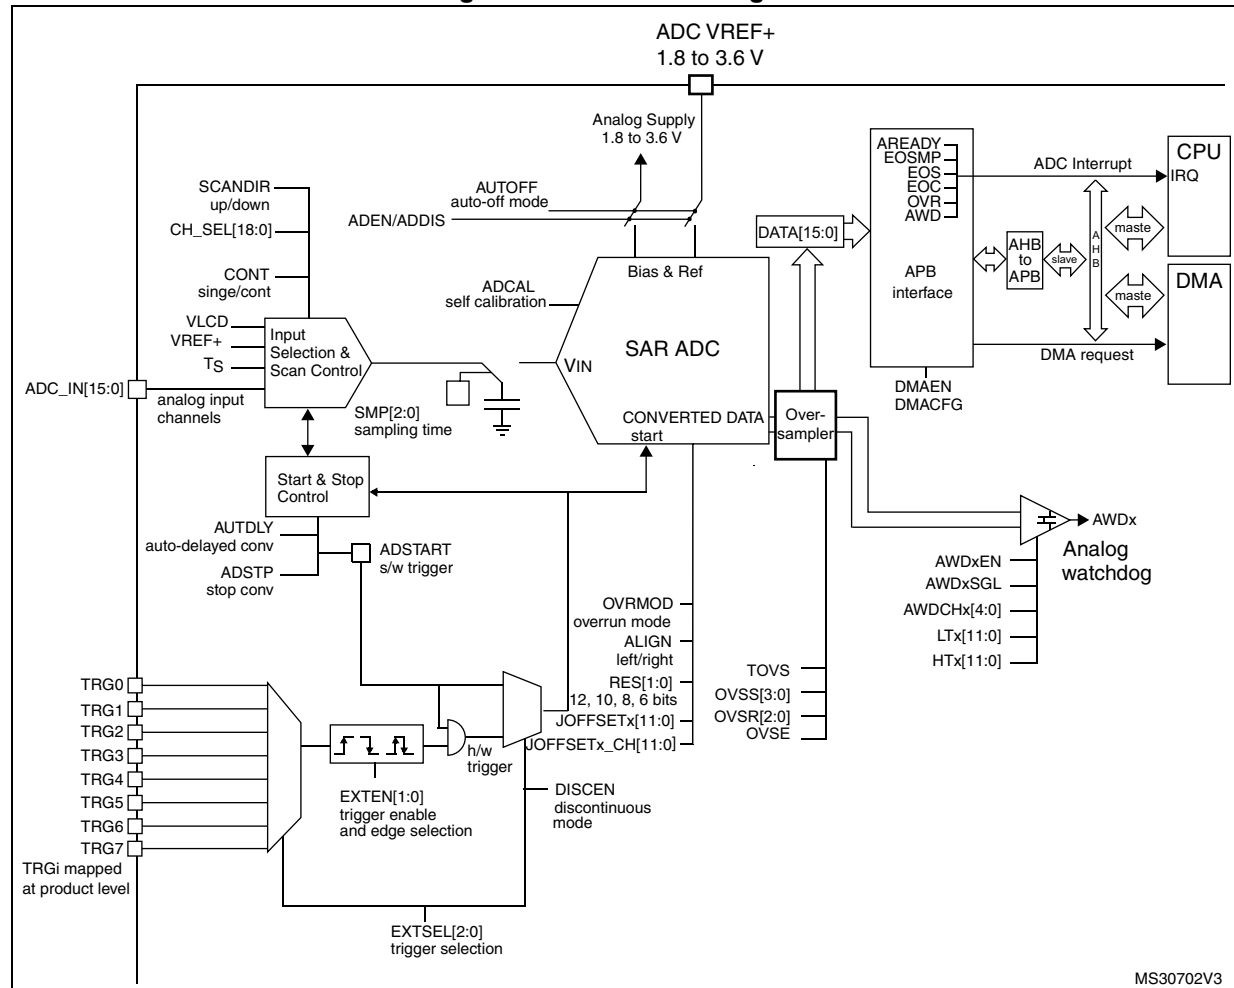 ADC VREF+
1.8 to 3.6 V
Analog Supply
1.8 to 3.6 V
AREADY
EOSMP
EOS
EOC
OVR
AWD
ADC Interrupt
CPU
IRQ
SCANDIR
up/down
AUTOFF
auto-off mode
ADEN/ADDIS
CH_SEL[18:0]
DATA[15:0]
AHB
to
APB
slave
A
H
B
maste
maste
CONT
singe/cont
ADCAL
self calibration
Bias & Ref
APB
interface
DMA
VLCD
VREF+
TS
Input
Selection &
Scan Control
VIN
SAR ADC
DMA request
ADC_IN[15:0]
analog input
channels
SMP[2:0]
sampling time
DMAEN
DMACFG
CONVERTED DATA
start
Over-
sampler
Start & Stop
Control
AUTDLY
auto-delayed conv
ADSTP
stop conv
ADSTART
s/w trigger
AWDx
Analog
watchdog
AWDxEN
AWDxSGL
AWDCHx[4:0]
LTx[11:0]
HTx[11:0]
OVRMOD
overrun mode
ALIGN
left/right
RES[1:0]
12, 10, 8, 6 bits
JOFFSETx[11:0]
JOFFSETx_CH[11:0]
TOVS
OVSS[3:0]
OVSR[2:0]
OVSE
TRG0
TRG1
TRG2
TRG3
TRG4
TRG5
TRG6
TRG7
TRGi mapped
at product level
h/w
trigger
EXTEN[1:0]
trigger enable
and edge selection
DISCEN
discontinuous
mode
EXTSEL[2:0]
trigger selection
MS30702V3